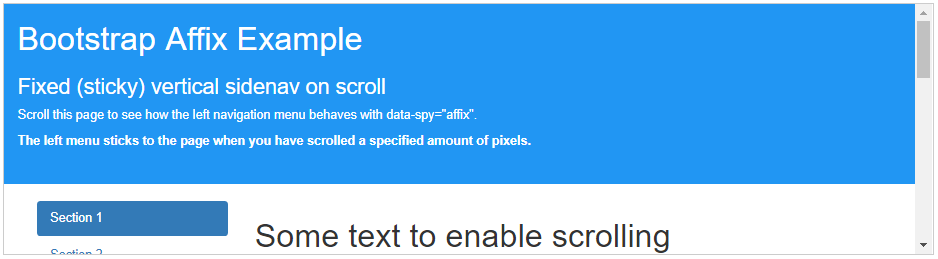 Bootstrap Affix Example
Fixed (sticky) vertical sidenav on scroll
Scroll this page to see how the left navigation menu behaves with data-spy="affix".
The left menu sticks to the page when you have scrolled a specified amount of pixels.
Section 1
Some text to enable scrolling
Section 2